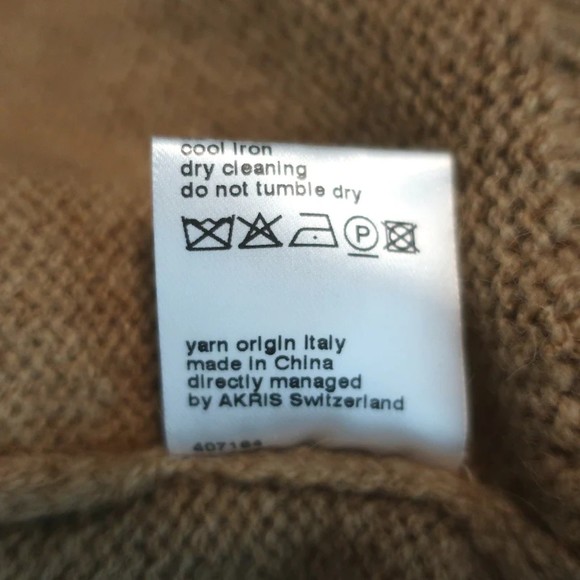 cool iron
dry cleaning
do not tumble dry
P
yarn origin Italy
made in China
directly managed
by AKRIS Switzerland